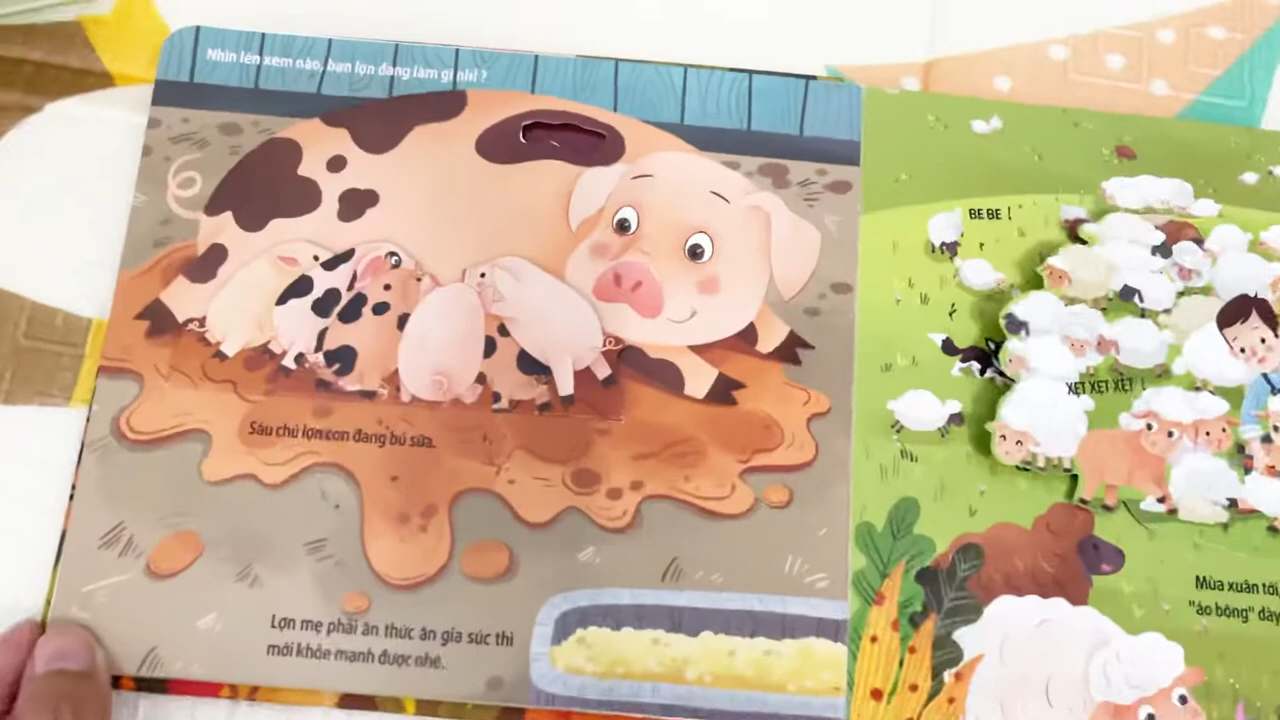 Nhìn lên xem nào, bạn lợn đang làm gì nhỉ ?
Sáu chú lợn con đang bú sữa.
Lợn mẹ phải ăn thức ăn gia súc thì
mới khỏe mạnh được nhé.
BE BE !
XẸT XẸT XẸT !
Mùa xuân tới,
"áo bông" dày